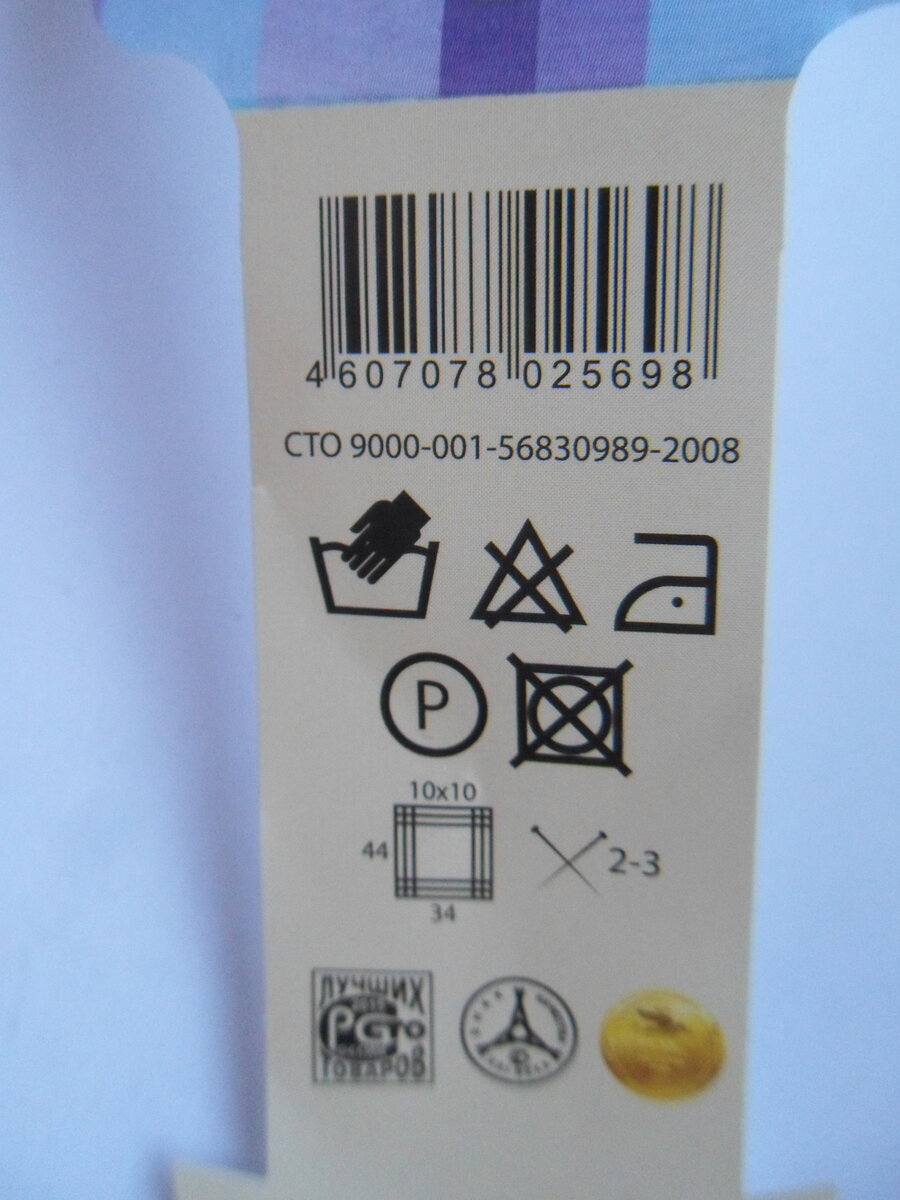 4 607078 025698
СТО 9000-001-56830989-2008
P
10x10
44
34
2-3
ЛУЧШИХ
ТОВАРОВ